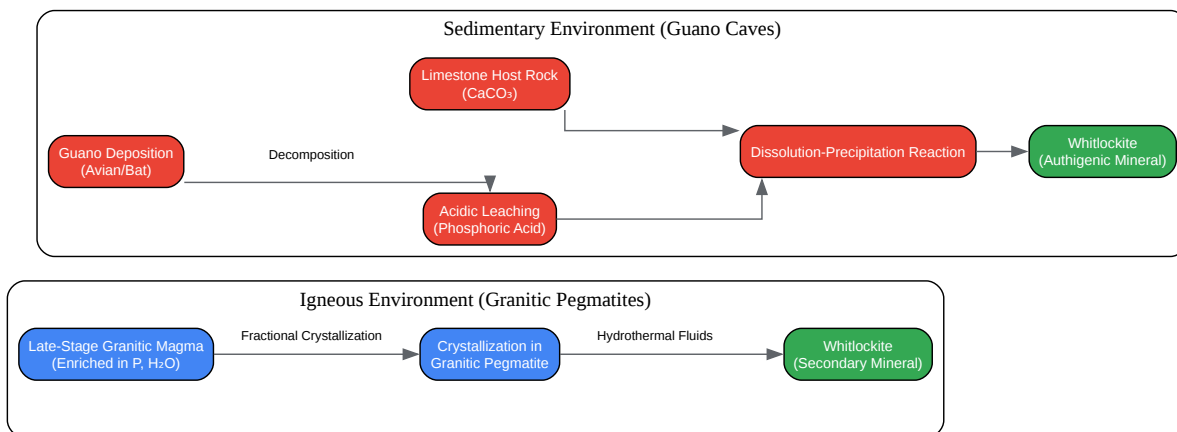 Sedimentary Environment (Guano Caves)
Limestone Host Rock
(CaCO₃)
Guano Deposition
(Avian/Bat)
Decomposition
Acidic Leaching
(Phosphoric Acid)
Dissolution-Precipitation Reaction
Whitlockite
(Authigenic Mineral)
Igneous Environment (Granitic Pegmatites)
Late-Stage Granitic Magma
(Enriched in P, H₂O)
Fractional Crystallization
Crystallization in
Granitic Pegmatite
Hydrothermal Fluids
Whitlockite
(Secondary Mineral)